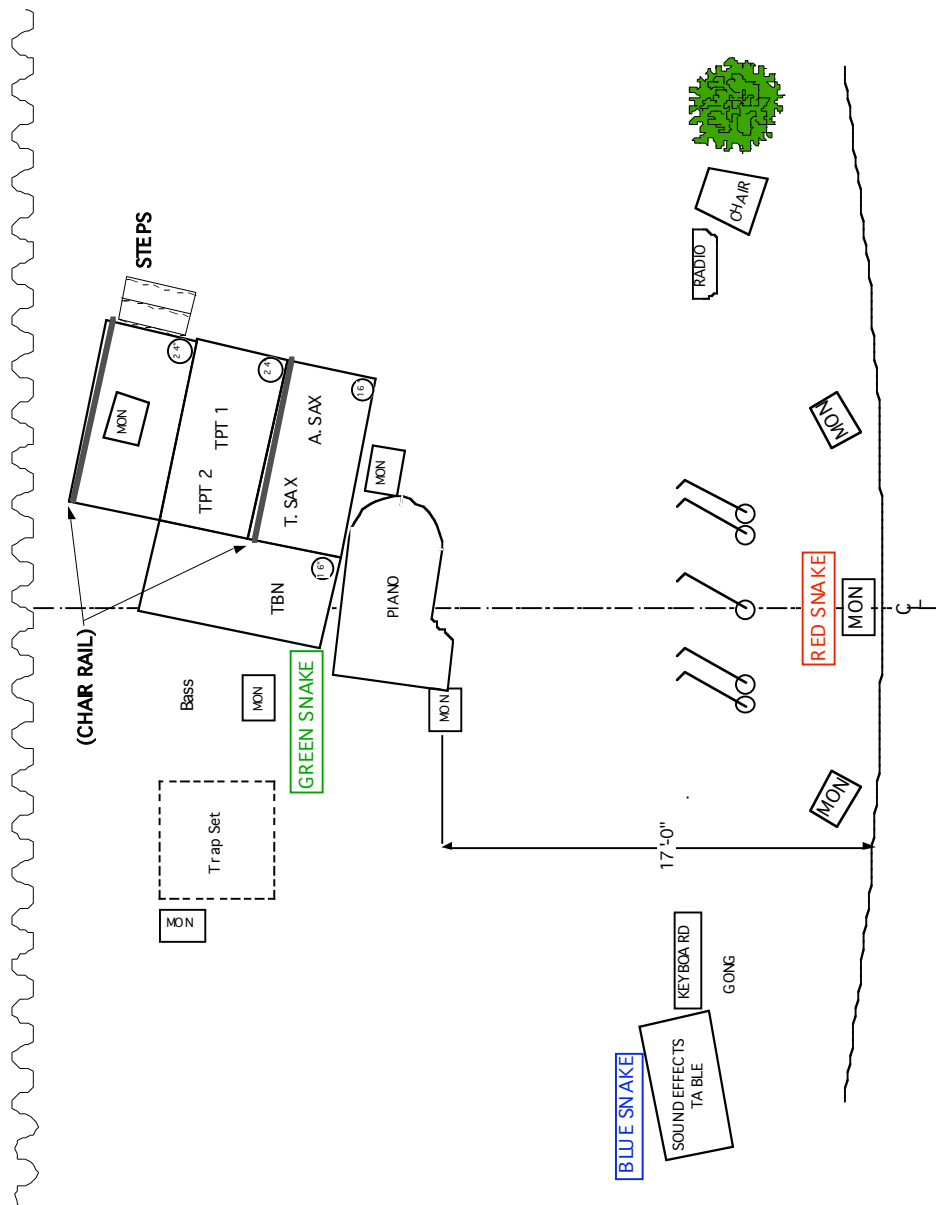 STEPS
(CHAIR RAIL)
MON
24"
TPT 1
TPT 2
24
A. SAX
T. SAX
16"
MON
TBN
16"
PIANO
Bass
MON
GREEN SNAKE
MON
Trap Set
MON
17'-0"
CHAIR
RADIO
MON
RED SNAKE
MON
CL
MON
KEYBOARD
GONG
BLUE SNAKE
SOUND EFFECTS
TABLE